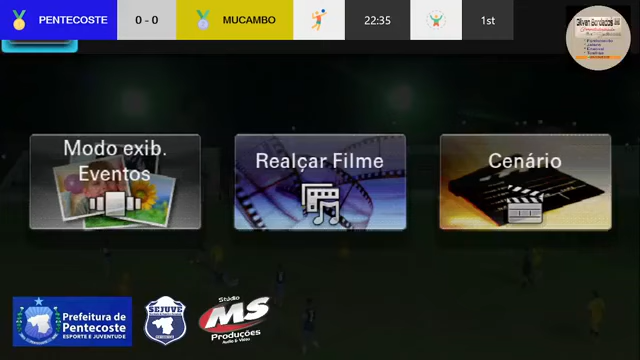 PENTECOSTE 0 - 0 MUCAMBO 22:35 1st
Modo exib.
Eventos
Realçar Filme
Cenário
Prefeitura de
Pentecoste
ESPORTE E JUVENTUDE
SEJUVE
Stúdio
MS
Produções
Audio & Vídeo